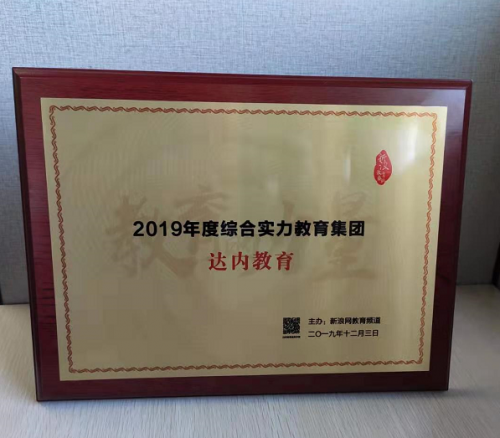 2019年度综合实力教育集团
达内教育
主办：新浪网教育频道
二〇一九年十二月三日